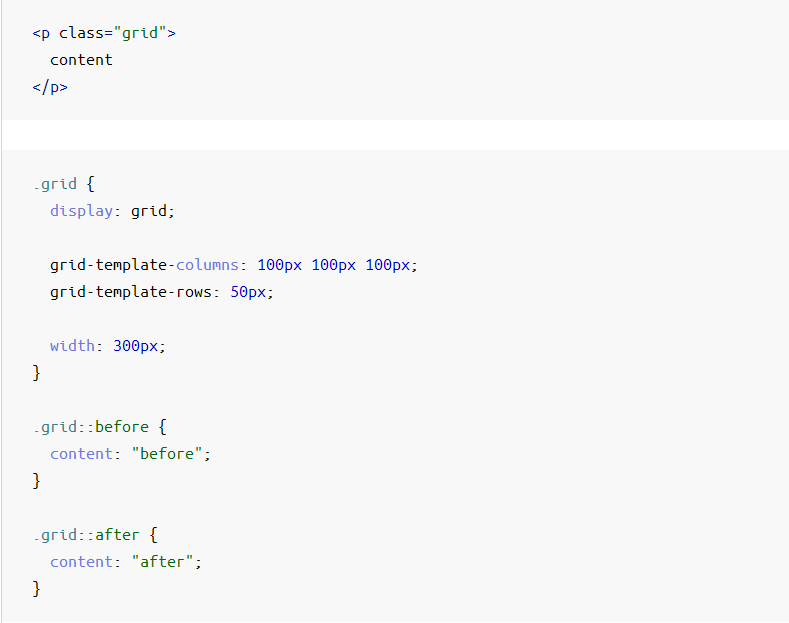 <p class="grid">
  content
</p>
.grid {
  display: grid;
  grid-template-columns: 100px 100px 100px;
  grid-template-rows: 50px;
  width: 300px;
}
.grid::before {
  content: "before";
}
.grid::after {
  content: "after";
}